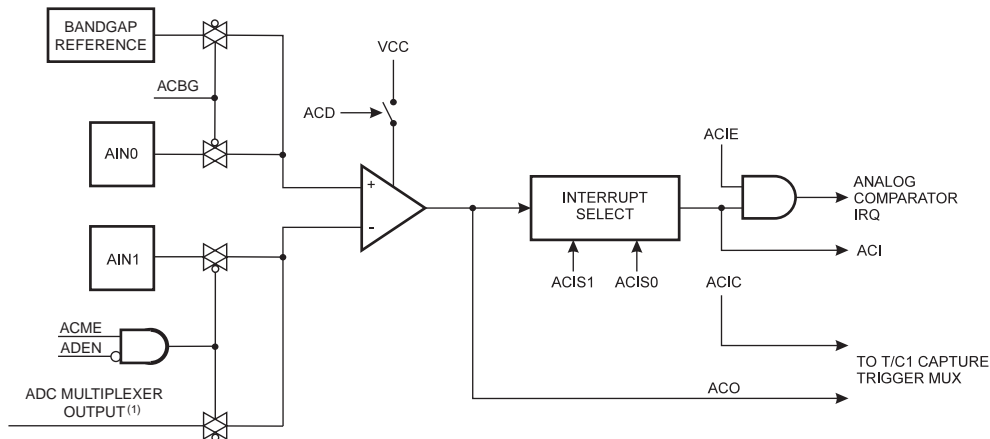 BANDGAP
REFERENCE
VCC
ACBG
ACD
AIN0
ACIE
+
INTERRUPT
SELECT
ANALOG
COMPARATOR
IRQ
-
AIN1
ACI
ACIS1 ACIS0
ACIC
ACME
ADEN
TO T/C1 CAPTURE
TRIGGER MUX
ADC MULTIPLEXER
OUTPUT(1)
ACO